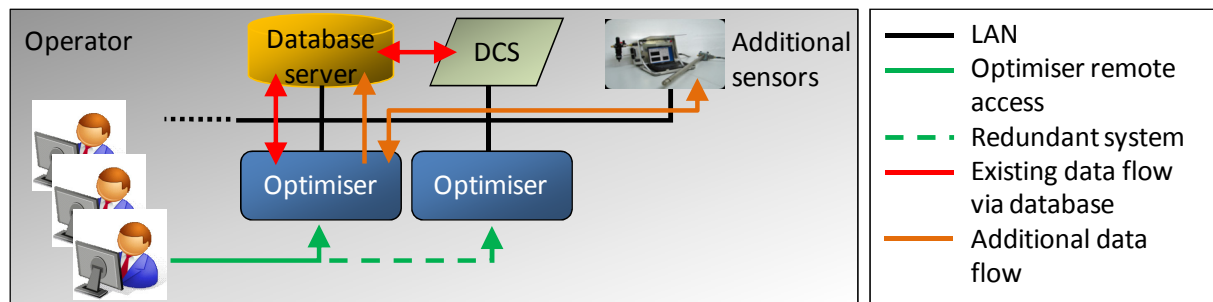 Operator
Database
server
DCS
Additional
sensors
Optimiser
Optimiser
LAN
Optimiser remote
access
Redundant system
Existing data flow
via database
Additional data
flow